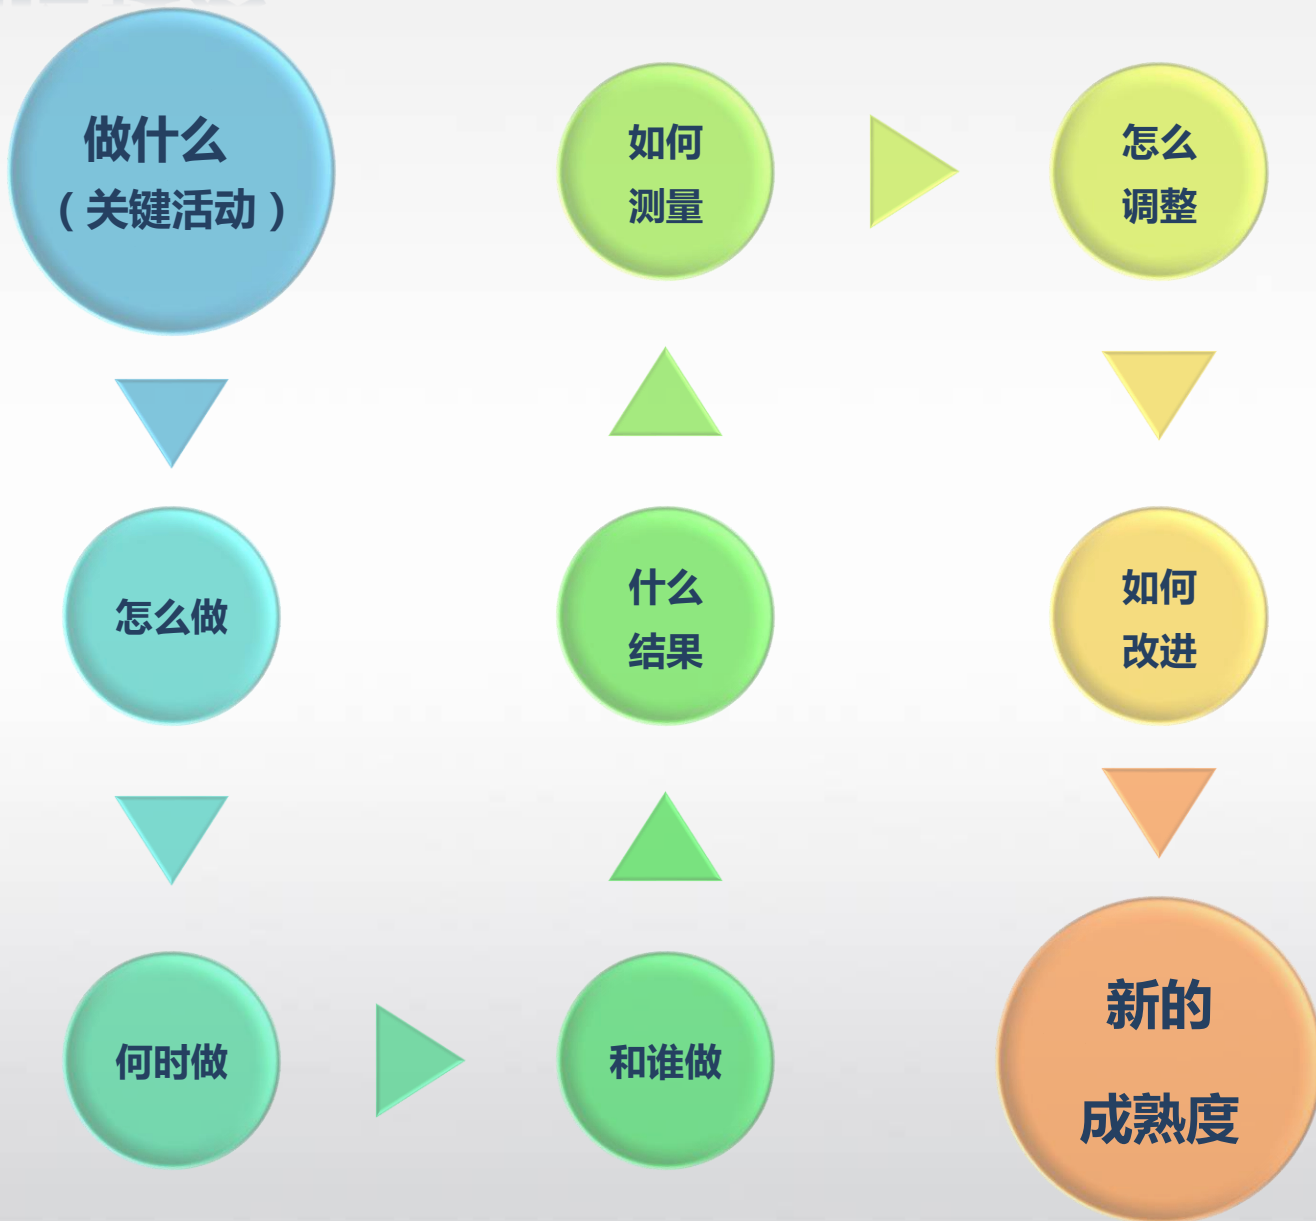 做什么
（关键活动）
怎么做
何时做
和谁做
什么
结果
如何
测量
怎么
调整
如何
改进
新的
成熟度